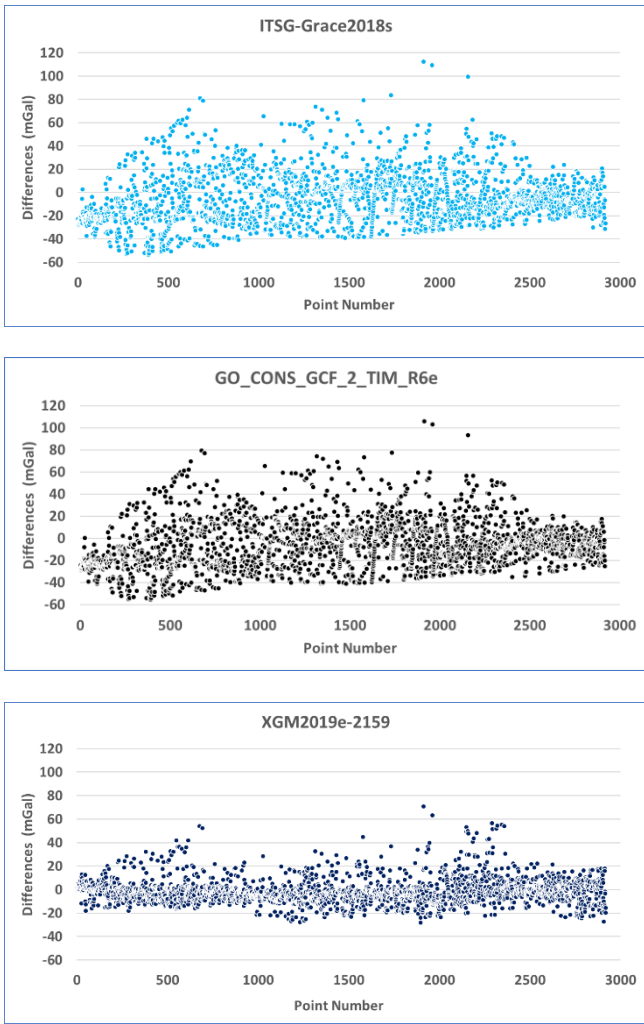 ITSG-Grace2018s
120
100
80
60
40
20
0
-20
-40
-60
Differences (mGal)
0 500 1000 1500 2000 2500 3000
Point Number
GO_CONS_GCF_2_TIM_R6e
120
100
80
60
40
20
0
-20
-40
-60
Differences (mGal)
0 500 1000 1500 2000 2500 3000
Point Number
XGM2019e-2159
120
100
80
60
40
20
0
-20
-40
-60
Differences (mGal)
0 500 1000 1500 2000 2500 3000
Point Number